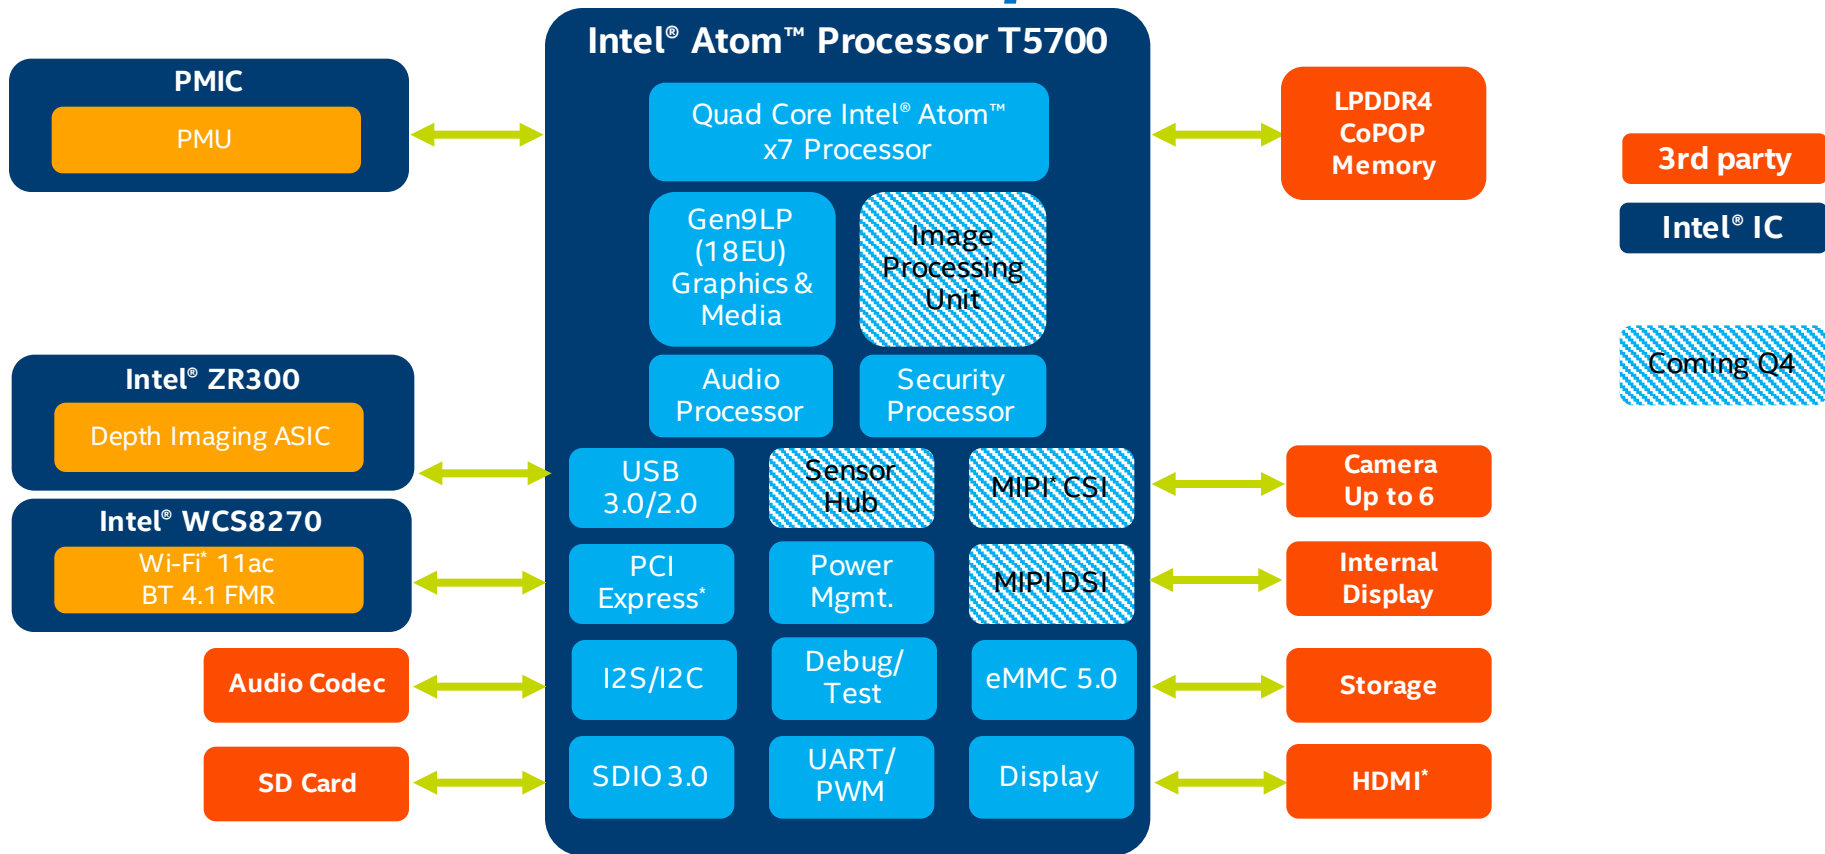 Intel® Atom™ Processor T5700
PMIC
PMU
Quad Core Intel® Atom™
x7 Processor
LPDDR4
CoPOP
Memory
3rd party
Intel® IC
Coming Q4
Gen9LP
(18EU)
Graphics &
Media
Image
Processing
Unit
Intel® ZR300
Depth Imaging ASIC
Audio
Processor
Security
Processor
USB
3.0/2.0
Sensor
Hub
MIPI* CSI
Camera
Up to 6
Intel® WCS8270
Wi-Fi* 11ac
BT 4.1 FMR
PCI
Express*
Power
Mgmt.
MIPI DSI
Internal
Display
Audio Codec
I2S/I2C
Debug/
Test
eMMC 5.0
Storage
SD Card
SDIO 3.0
UART/
PWM
Display
HDMI*